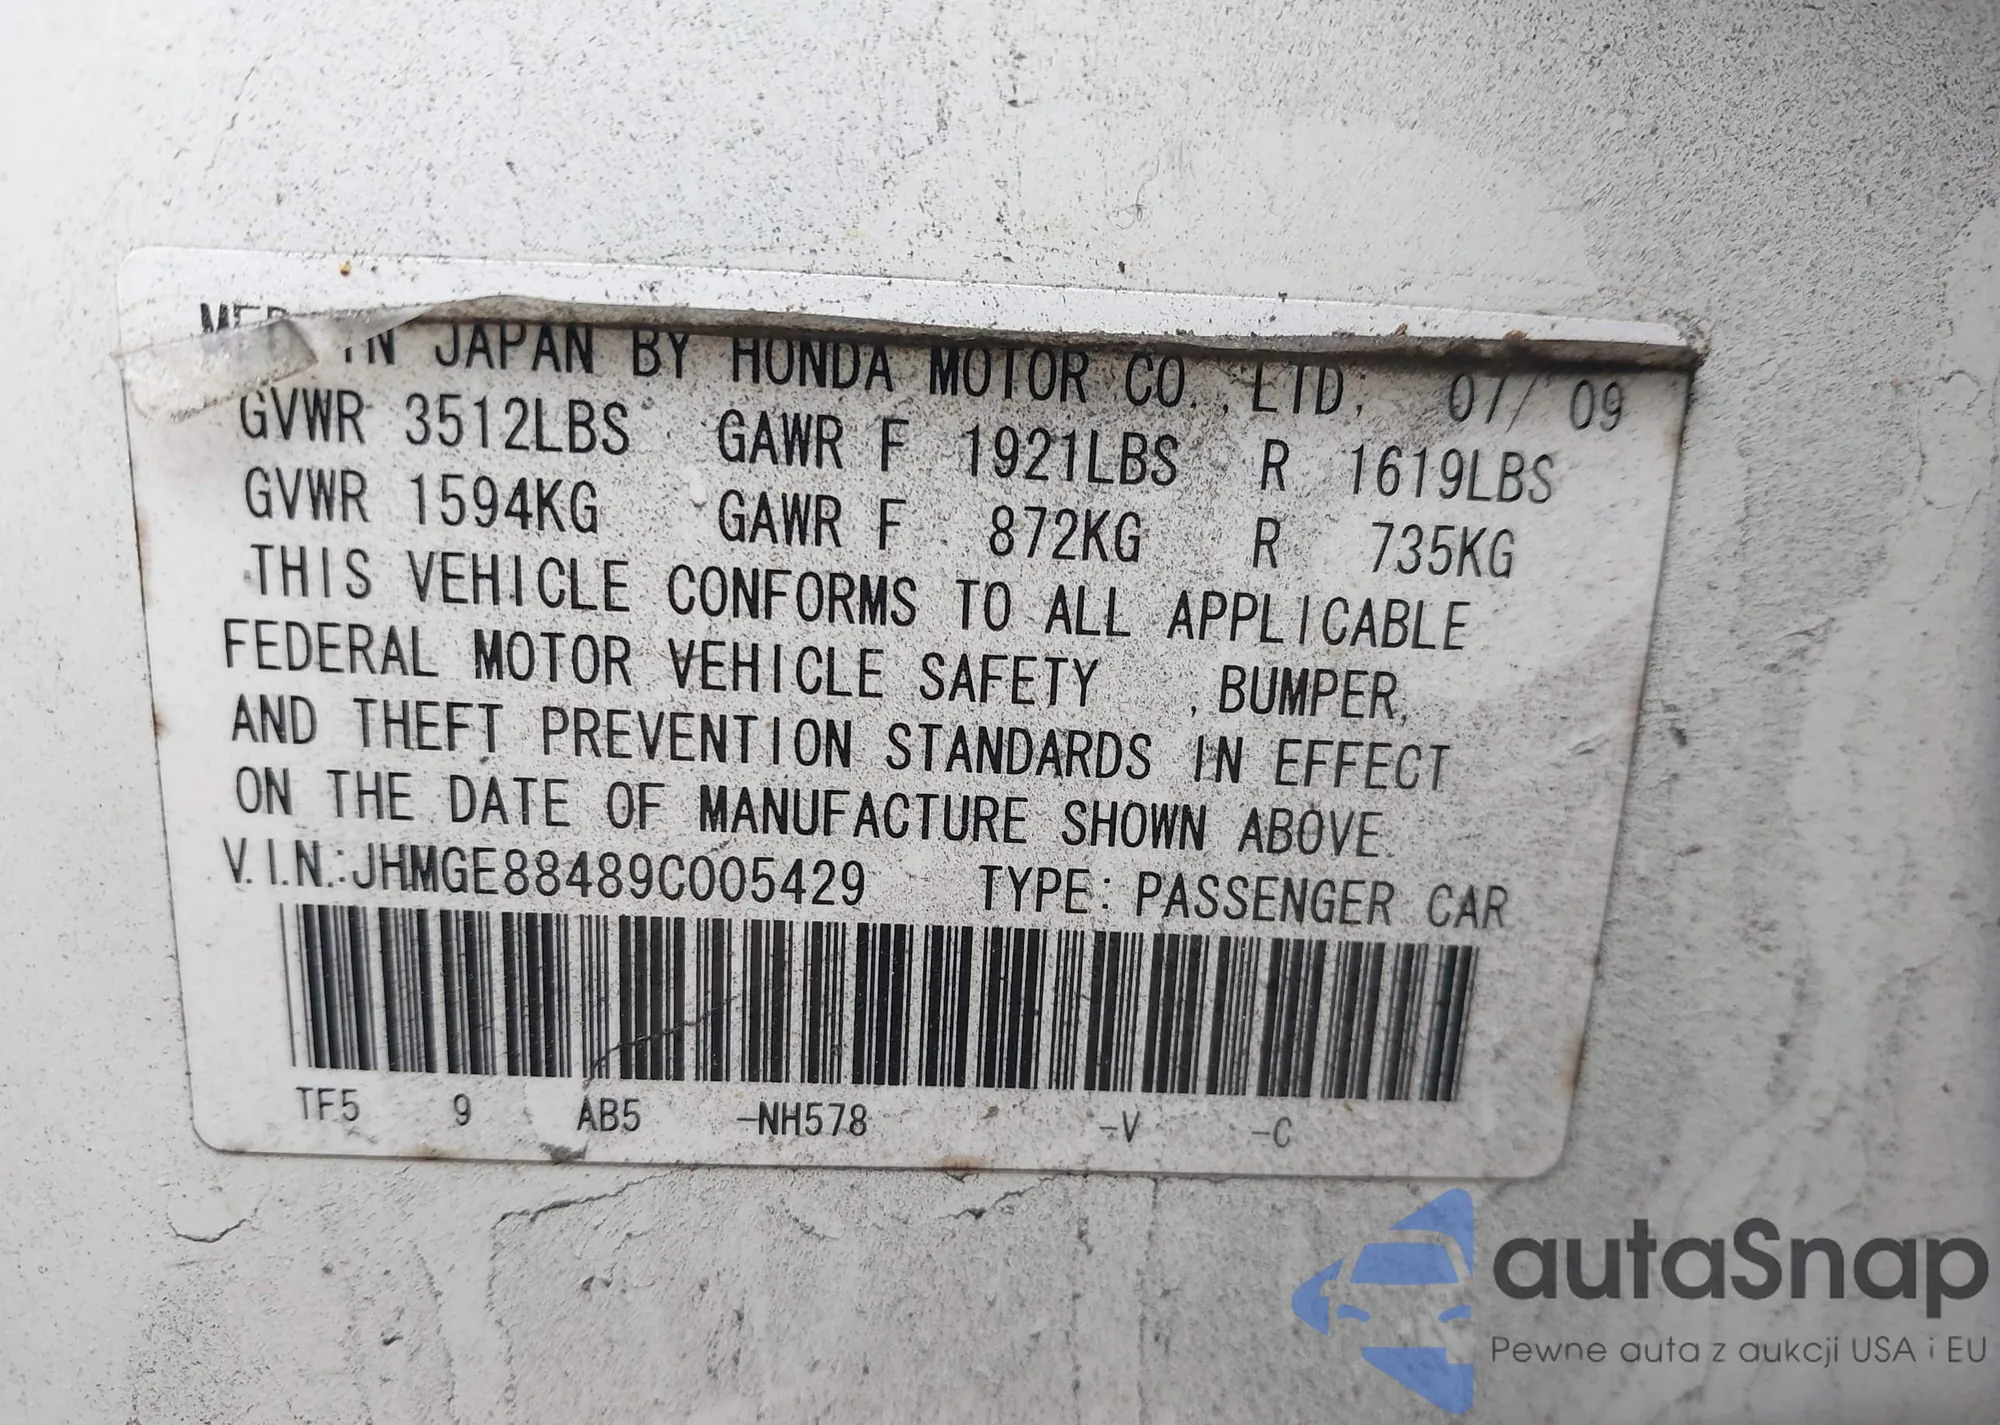 MFD IN JAPAN BY HONDA MOTOR CO.,LTD, 07/ 09
GVWR 3512LBS GAWR F 1921LBS R 1619LBS
GVWR 1594KG GAWR F 872KG R 735KG
THIS VEHICLE CONFORMS TO ALL APPLICABLE
FEDERAL MOTOR VEHICLE SAFETY ,BUMPER,
AND THEFT PREVENTION STANDARDS IN EFFECT
ON THE DATE OF MANUFACTURE SHOWN ABOVE.
V.I.N.:JHMGE88489C005429 TYPE:PASSENGER CAR
TF5 9 AB5 -NH578 -V -C
autaSnap
Pewne auta z aukcji USA i EU